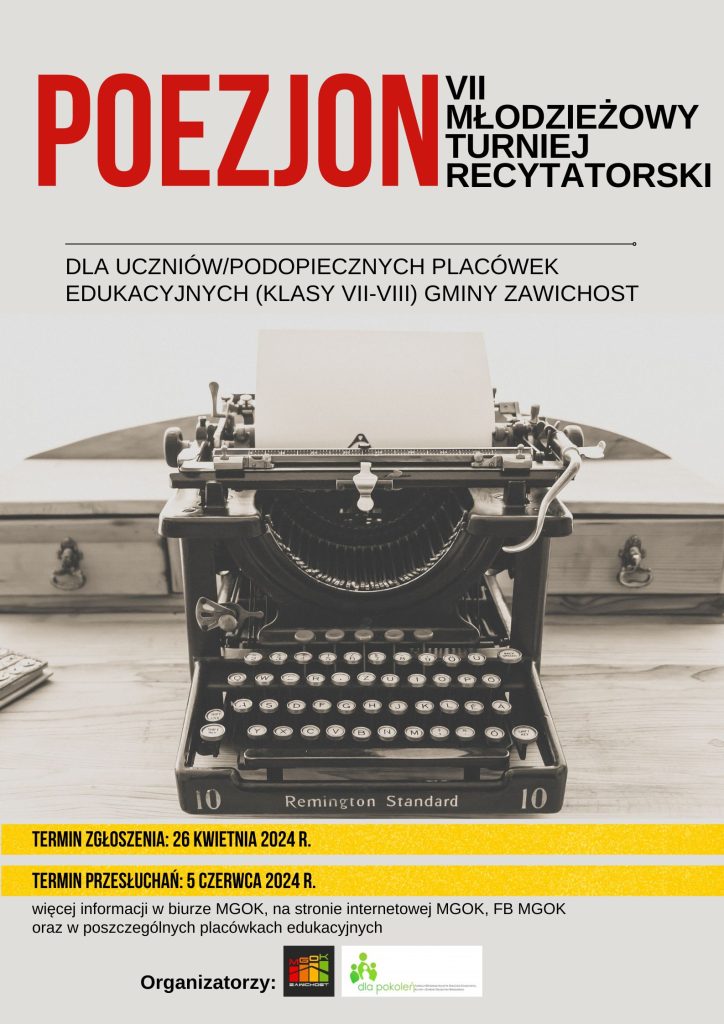 POEZJON
VII
MŁODZIEŻOWY
TURNIEJ
RECYTATORSKI
DLA UCZNIÓW/PODOPIECZNYCH PLACÓWEK
EDUKACYJNYCH (KLASY VII-VIII) GMINY ZAWICHOST
10 Remington Standard 10
TERMIN ZGŁOSZENIA: 26 KWIETNIA 2024 R.
TERMIN PRZESŁUCHAŃ: 5 CZERWCA 2024 R.
więcej informacji w biurze MGOK, na stronie internetowej MGOK, FB MGOK
oraz w poszczególnych placówkach edukacyjnych
Organizatorzy:
MGOK
ZAWICHOST
dla pokoleń